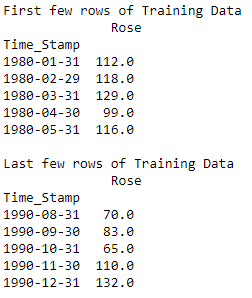 First few rows of Training Data
Rose
Time_Stamp
1980-01-31 112.0
1980-02-29 118.0
1980-03-31 129.0
1980-04-30 99.0
1980-05-31 116.0
Last few rows of Training Data
Rose
Time_Stamp
1990-08-31 70.0
1990-09-30 83.0
1990-10-31 65.0
1990-11-30 110.0
1990-12-31 132.0